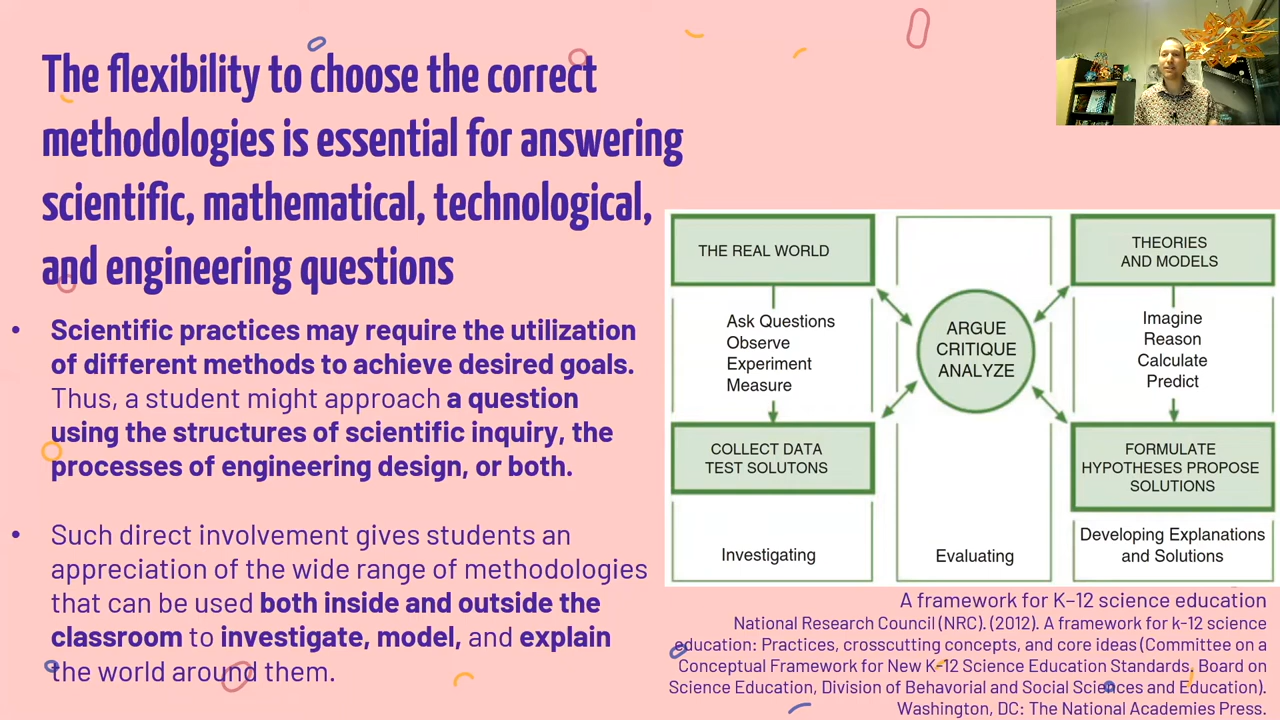 The flexibility to choose the correct
methodologies is essential for answering
scientific, mathematical, technological,
and engineering questions
• Scientific practices may require the utilization
of different methods to achieve desired goals.
Thus, a student might approach a question
using the structures of scientific inquiry, the
processes of engineering design, or both.
• Such direct involvement gives students an
appreciation of the wide range of methodologies
that can be used both inside and outside the
classroom to investigate, model, and explain
the world around them.
THE REAL WORLD
Ask Questions
Observe
Experiment
Measure
COLLECT DATA
TEST SOLUTONS
Investigating
ARGUE
CRITIQUE
ANALYZE
Evaluating
THEORIES
AND MODELS
Imagine
Reason
Calculate
Predict
FORMULATE
HYPOTHESES PROPOSE
SOLUTIONS
Developing Explanations
and Solutions
A framework for K–12 science education
National Research Council (NRC). (2012). A framework for k-12 science
education: Practices, crosscutting concepts, and core ideas (Committee on a
Conceptual Framework for New K-12 Science Education Standards. Board on
Science Education, Division of Behavorial and Social Sciences and Education).
Washington, DC: The National Academies Press.